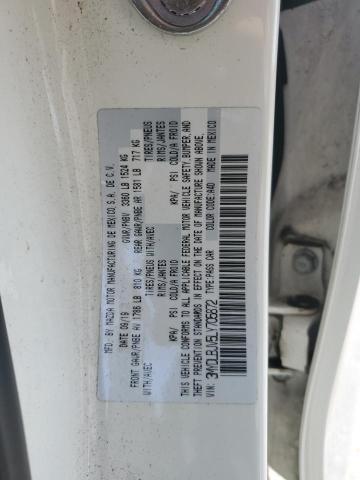 MFD. BY MAZDA MOTOR MANUFACTURING DE MEXICO, S.A. DE C.V.
DATE: 09/19 GVWR/PNBV 3360 LB 1524 KG
FRONT GAWR/PNBE AV 1786 LB 810 KG REAR GAWR/PNBE AR 1581 LB 717 KG
WITH/AVEC TIRES/PNEUS WITH/AVEC TIRES/PNEUS
RIMS/JANTES RIMS/JANTES
KPA/ PSI COLD/A FROID KPA/ PSI COLD/A FROID
THIS VEHICLE CONFORMS TO ALL APPLICABLE FEDERAL MOTOR VEHICLE SAFETY, BUMPER, AND
THEFT PREVENTION STANDARDS IN EFFECT ON THE DATE OF MANUFACTURE SHOWN ABOVE.
TYPE: PASS CAR COLOR CODE: A4D MADE IN MEXICO
VIN: